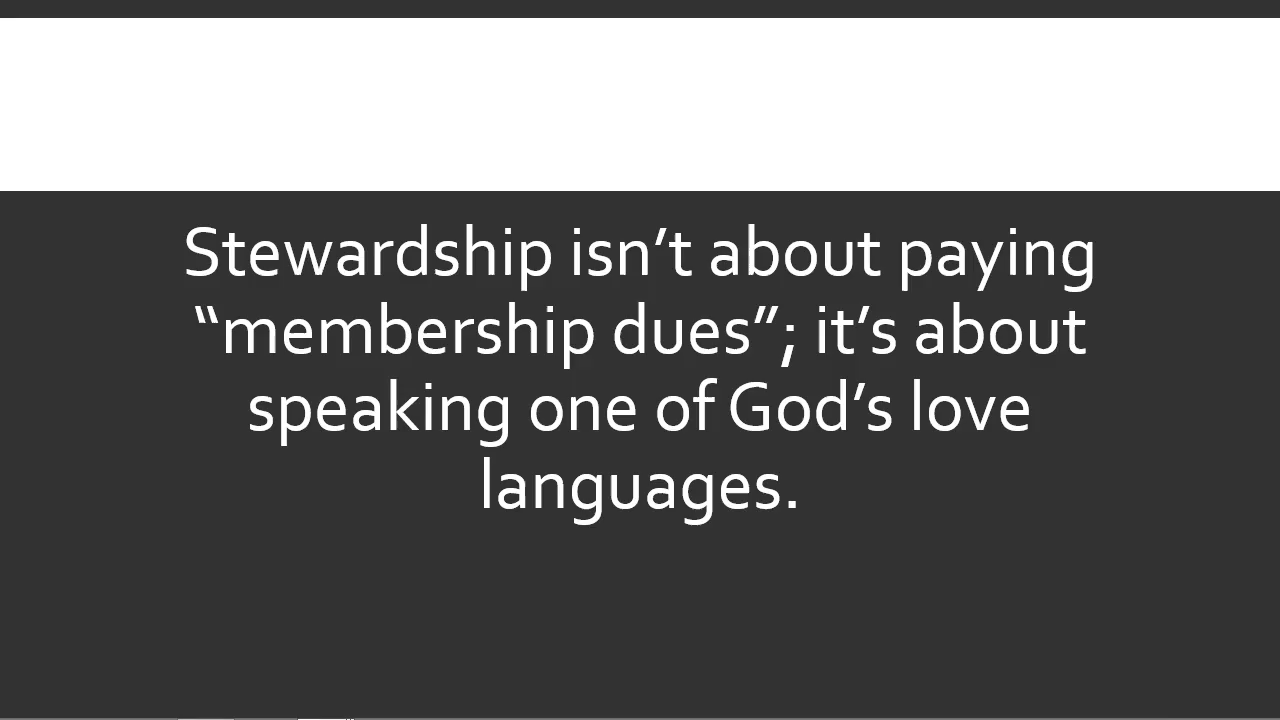 Stewardship isn’t about paying
“membership dues”; it’s about
speaking one of God’s love
languages.